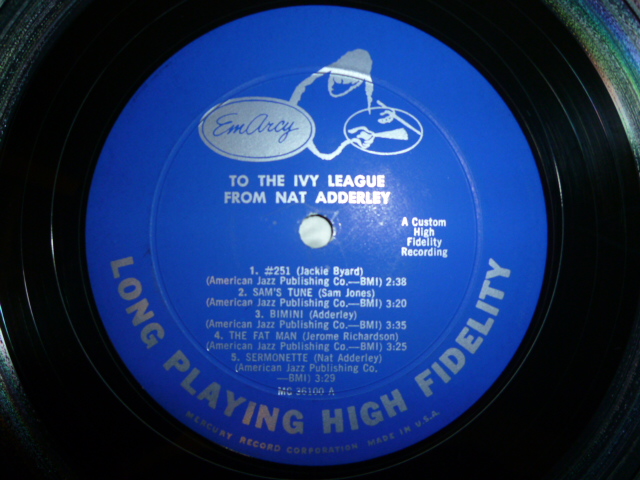 EmArcy
TO THE IVY LEAGUE
FROM NAT ADDERLEY
A Custom
High
Fidelity
Recording
1. #251 (Jackie Byard)
(American Jazz Publishing Co.—BMI) 2:38
2. SAM'S TUNE (Sam Jones)
(American Jazz Publishing Co.—BMI) 3:20
3. BIMINI (Adderley)
(American Jazz Publishing Co.—BMI) 3:35
4. THE FAT MAN (Jerome Richardson)
(American Jazz Publishing Co.—BMI) 3:25
5. SERMONETTE (Nat Adderley)
(American Jazz Publishing Co.
—BMI) 3:29
MG 36100 A
LONG PLAYING HIGH FIDELITY
MERCURY RECORD CORPORATION MADE IN U.S.A.